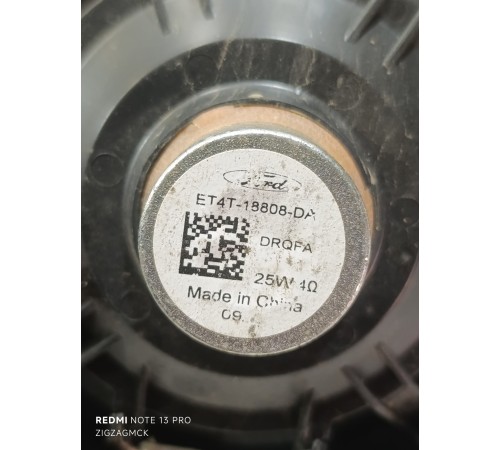 Ford
ET4T-18808-DA
DRQFA
25W 4Ω
Made in China
09
REDMI NOTE 13 PRO
ZIGZAGMCK